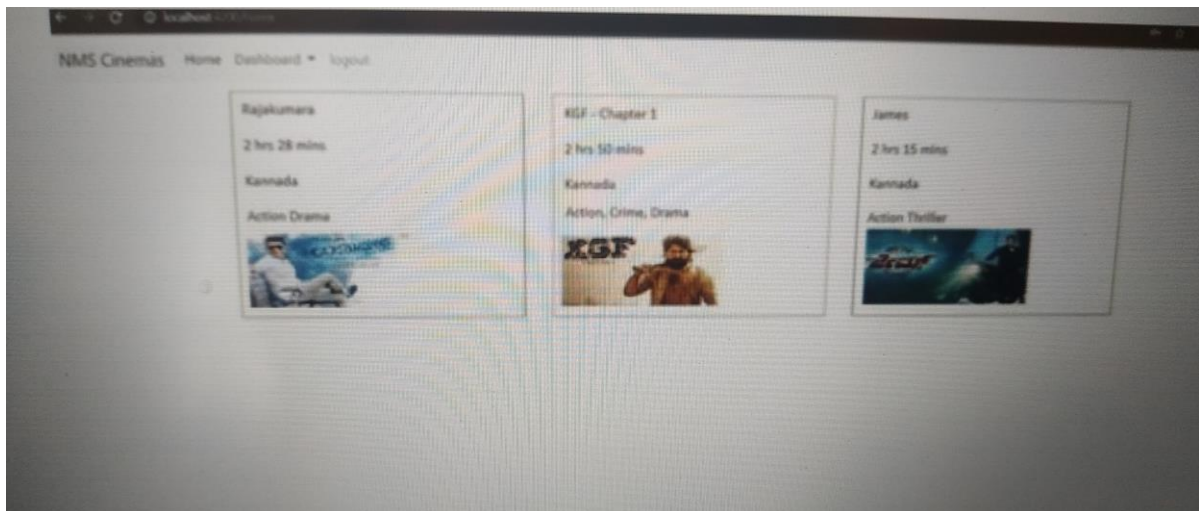 localhost
NMS Cinemas Home Dashboard logout
Rajakumara
2 hrs 28 mins
Kannada
Action Drama
KGF - Chapter 1
2 hrs 50 mins
Kannada
Action, Crime, Drama
KGF
James
2 hrs 15 mins
Kannada
Action Thriller